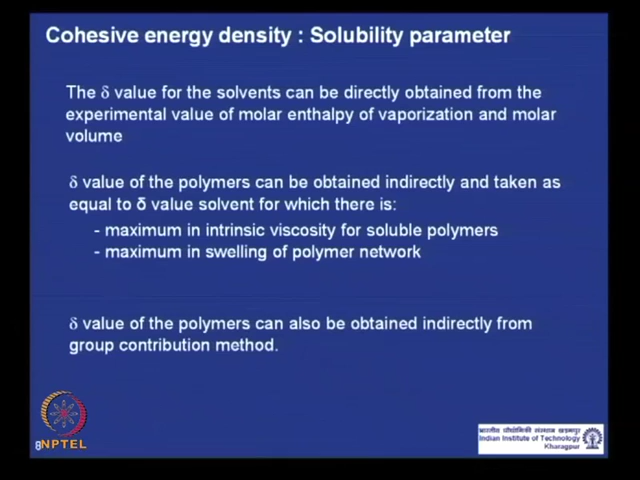 Cohesive energy density : Solubility parameter
The δ value for the solvents can be directly obtained from the
experimental value of molar enthalpy of vaporization and molar
volume
δ value of the polymers can be obtained indirectly and taken as
equal to δ value solvent for which there is:
- maximum in intrinsic viscosity for soluble polymers
- maximum in swelling of polymer network
δ value of the polymers can also be obtained indirectly from
group contribution method.
8
NPTEL
भारतीय प्रौद्योगिकी संस्थान खड़गपुर
Indian Institute of Technology
Kharagpur